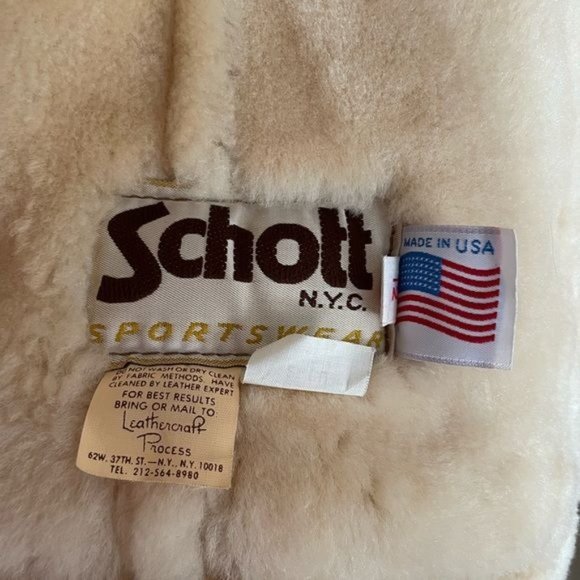 Schott
N.Y.C.
SPORTSWEAR
MADE IN USA
DO NOT WASH OR DRY CLEAN
BY FABRIC METHODS. HAVE
CLEANED BY LEATHER EXPERT
FOR BEST RESULTS
BRING OR MAIL TO
Leathercraft
Process
62W. 37TH. ST.—N.Y., N.Y. 10018
TEL. 212-564-8980